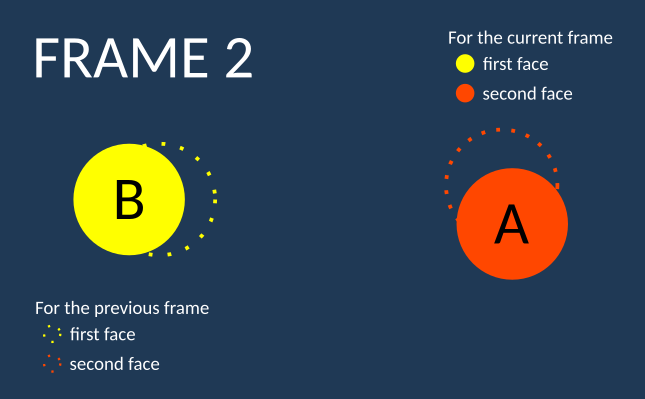 FRAME 2
For the current frame
first face
second face
B
A
For the previous frame
first face
second face